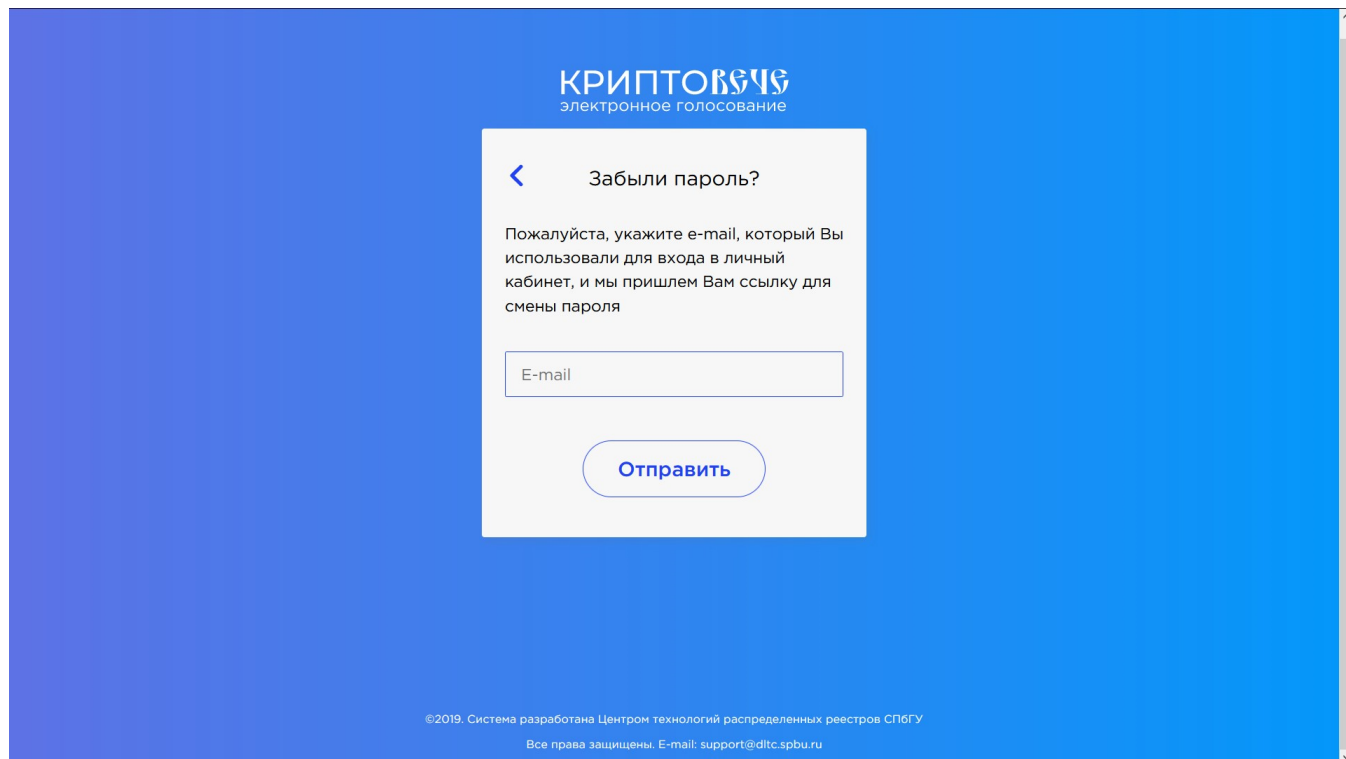 КРИПТОВЕЧЕ
электронное голосование
Забыли пароль?
Пожалуйста, укажите e-mail, который Вы
использовали для входа в личный
кабинет, и мы пришлем Вам ссылку для
смены пароля
E-mail
Отправить
©2019. Система разработана Центром технологий распределенных реестров СПбГУ
Все права защищены. E-mail: support@dltc.spbu.ru